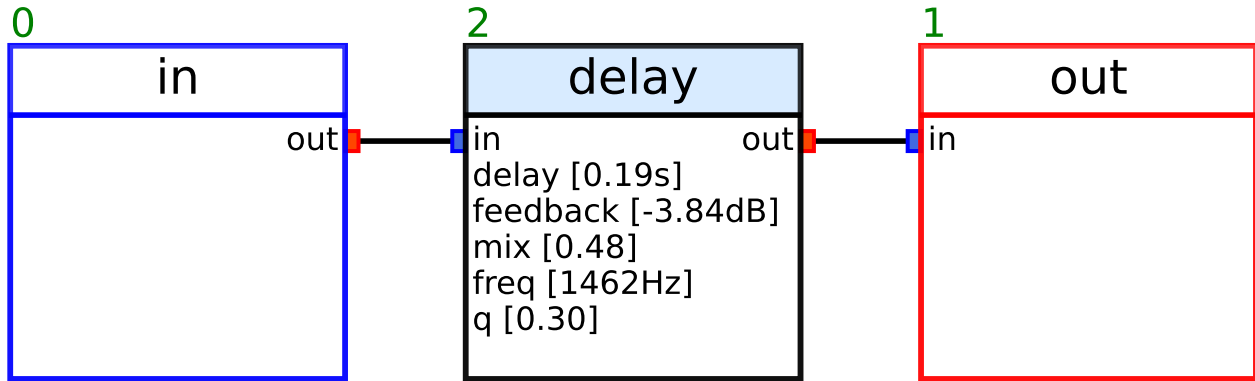 0
in
out
2
delay
in
out
delay [0.19s]
feedback [-3.84dB]
mix [0.48]
freq [1462Hz]
q [0.30]
1
out
in